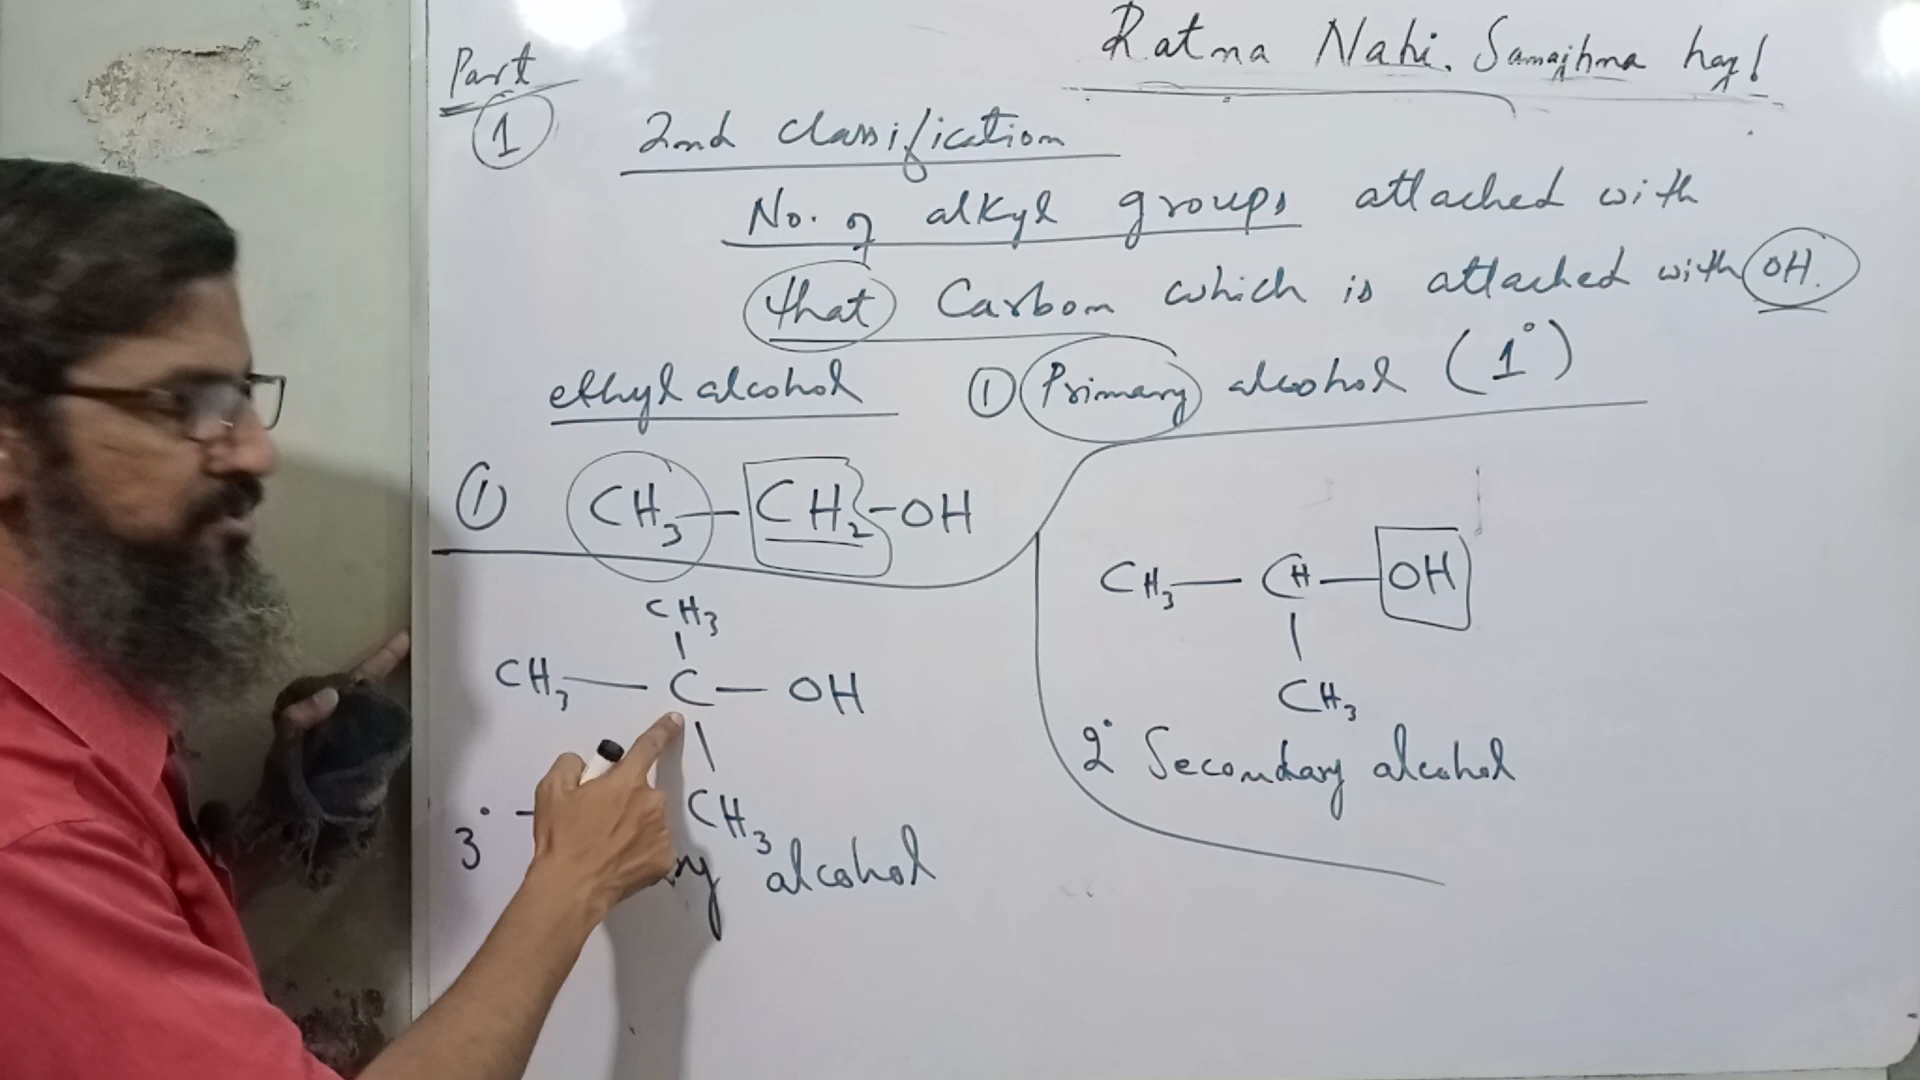 Part
1
Ratna Nahi. Samajhna hay!
2nd classification
No. of alkyl groups attached with
that Carbon which is attached with OH.
ethyl alcohol
① Primary alcohol (1°)
① CH3—CH2-OH
CH3
CH3—C—OH
CH3
3° alcohol
CH3—CH—OH
CH3
2° Secondary alcohol